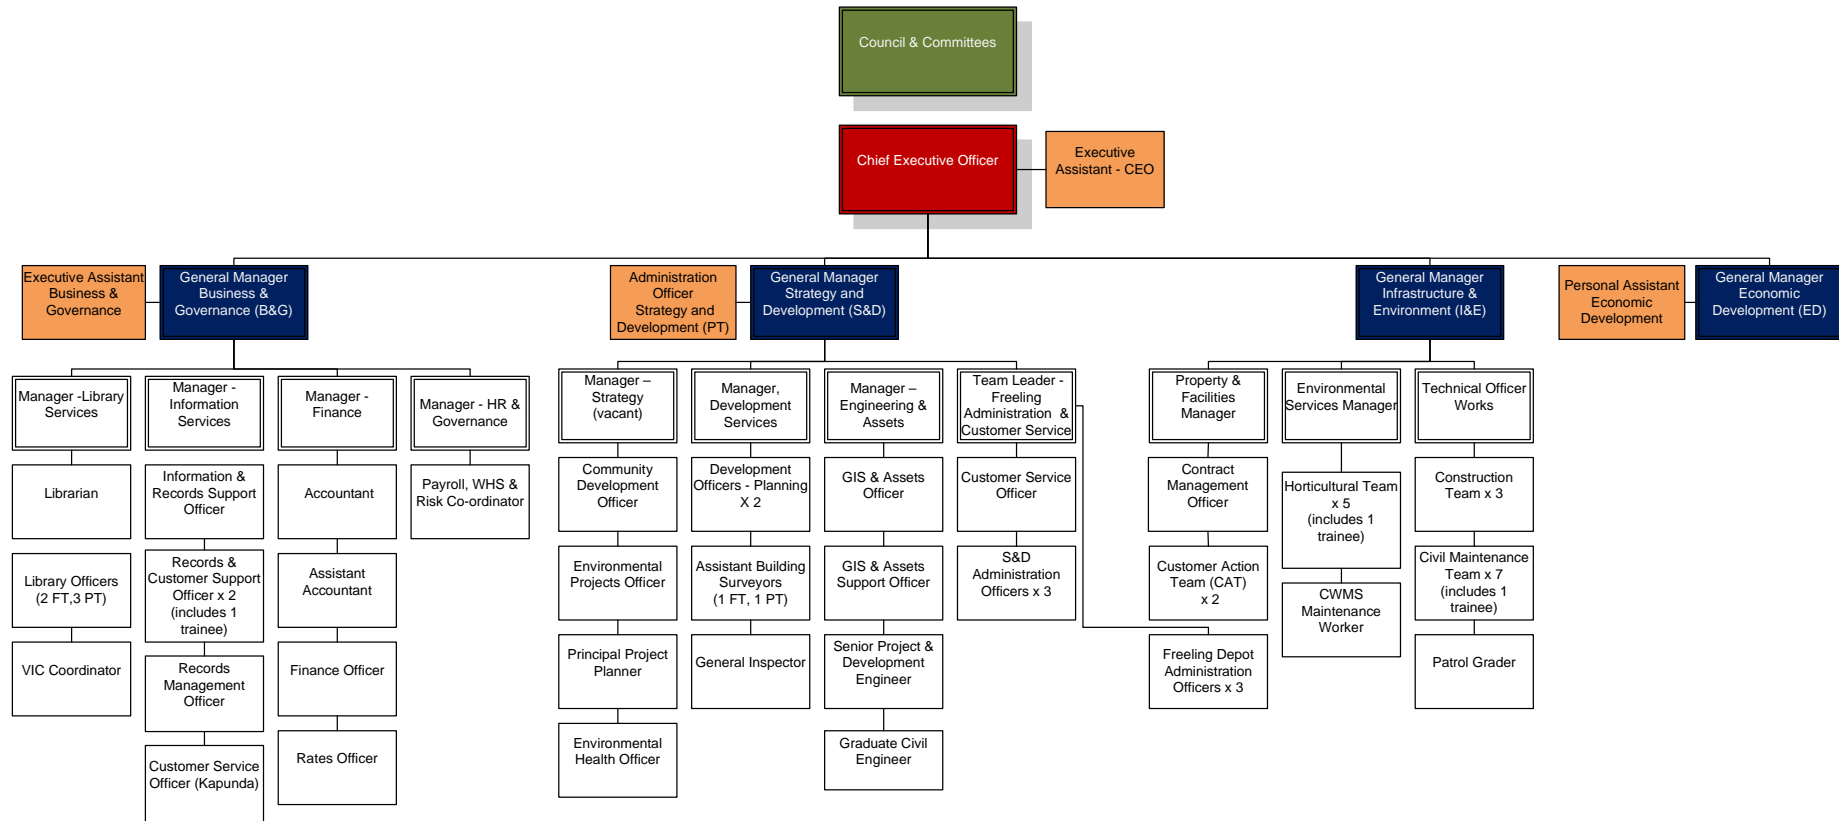 Council & Committees
Chief Executive Officer
Executive
Assistant - CEO
Executive Assistant
Business &
Governance
General Manager
Business &
Governance (B&G)
Administration
Officer
Strategy and
Development (PT)
General Manager
Strategy and
Development (S&D)
General Manager
Infrastructure &
Environment (I&E)
Personal Assistant
Economic
Development
General Manager
Economic
Development (ED)
Manager -Library
Services
Manager -
Information
Services
Manager -
Finance
Manager - HR &
Governance
Manager –
Strategy
(vacant)
Manager,
Development
Services
Manager –
Engineering &
Assets
Team Leader -
Freeling
Administration &
Customer Service
Property &
Facilities
Manager
Environmental
Services Manager
Technical Officer
Works
Librarian
Information &
Records Support
Officer
Accountant
Payroll, WHS &
Risk Co-ordinator
Community
Development
Officer
Development
Officers - Planning
X 2
GIS & Assets
Officer
Customer Service
Officer
Contract
Management
Officer
Horticultural Team
x 5
(includes 1
trainee)
Construction
Team x 3
Library Officers
(2 FT,3 PT)
Records &
Customer Support
Officer x 2
(includes 1
trainee)
Assistant
Accountant
Environmental
Projects Officer
Assistant Building
Surveyors
(1 FT, 1 PT)
GIS & Assets
Support Officer
S&D
Administration
Officers x 3
Customer Action
Team (CAT)
x 2
CWMS
Maintenance
Worker
Civil Maintenance
Team x 7
(includes 1
trainee)
VIC Coordinator
Records
Management
Officer
Finance Officer
Principal Project
Planner
General Inspector
Senior Project &
Development
Engineer
Freeling Depot
Administration
Officers x 3
Patrol Grader
Customer Service
Officer (Kapunda)
Rates Officer
Environmental
Health Officer
Graduate Civil
Engineer